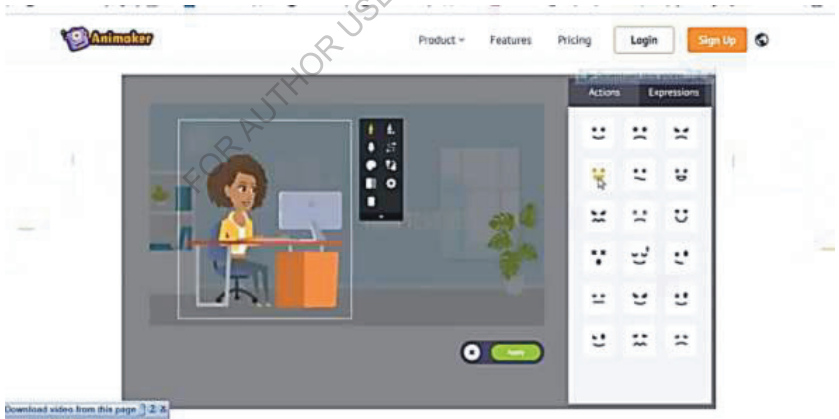 Animaker
Product
Features
Pricing
Login
Sign Up
FOR AUTHOR USE
Actions
Expressions
Apply
Download video from this page